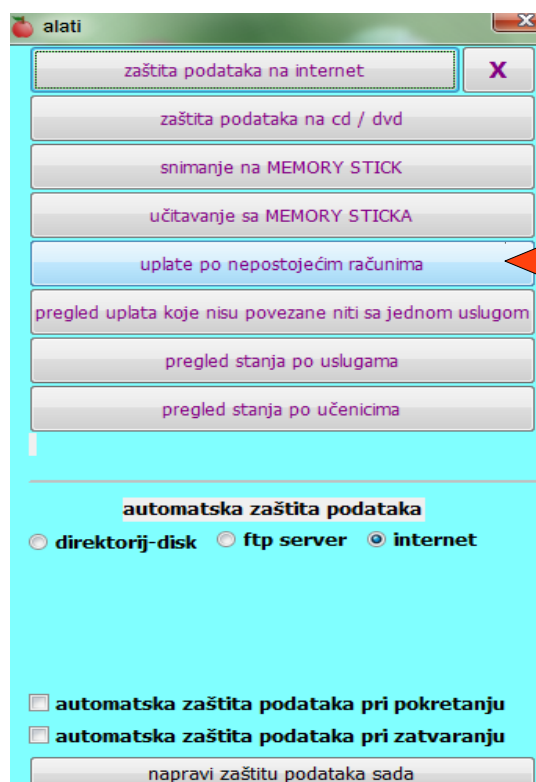 alati
zaštita podataka na internet X
zaštita podataka na cd / dvd
snimanje na MEMORY STICK
učitavanje sa MEMORY STICKA
uplate po nepostojećim računima
pregled uplata koje nisu povezane niti sa jednom uslugom
pregled stanja po uslugama
pregled stanja po učenicima
automatska zaštita podataka
direktorij-disk ftp server internet
automatska zaštita podataka pri pokretanju
automatska zaštita podataka pri zatvaranju
napravi zaštitu podataka sada